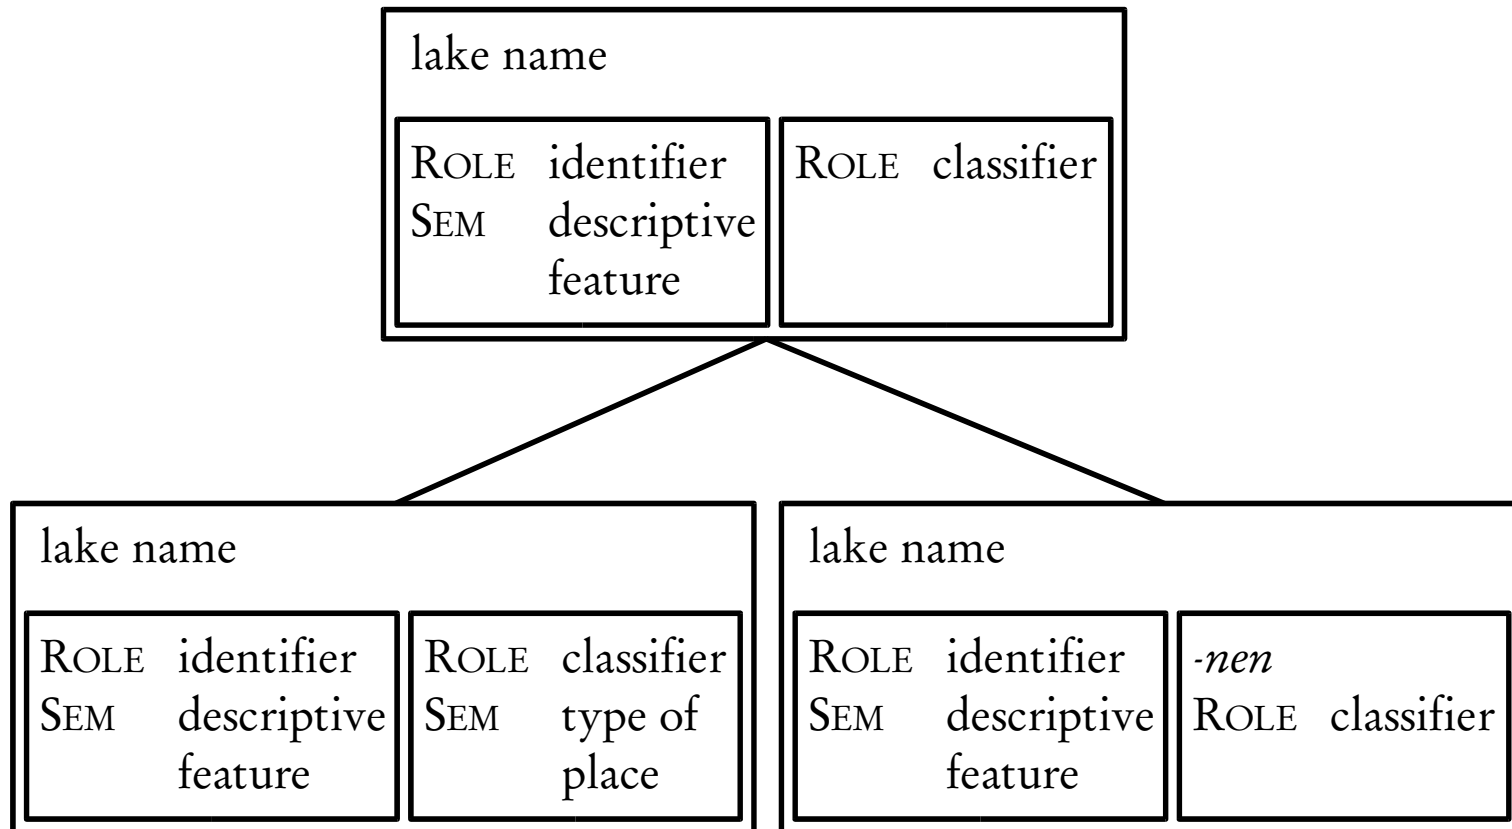 lake name
ROLE identifier ROLE classifier
SEM descriptive
feature
lake name lake name
ROLE identifier ROLE classifier ROLE identifier -nen
SEM descriptive SEM type of SEM descriptive ROLE classifier
feature place feature